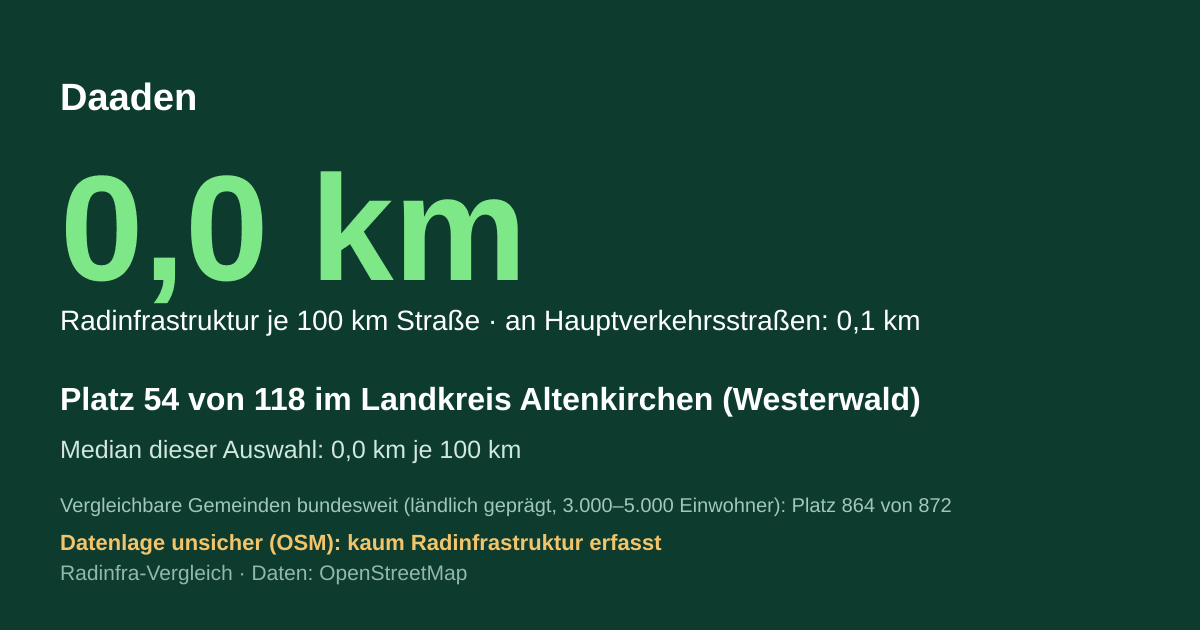 Daaden
0,0 km
Radinfrastruktur je 100 km Straße · an Hauptverkehrsstraßen: 0,1 km
Platz 54 von 118 im Landkreis Altenkirchen (Westerwald)
Median dieser Auswahl: 0,0 km je 100 km
Vergleichbare Gemeinden bundesweit (ländlich geprägt, 3.000–5.000 Einwohner): Platz 864 von 872
Datenlage unsicher (OSM): kaum Radinfrastruktur erfasst
Radinfra-Vergleich · Daten: OpenStreetMap